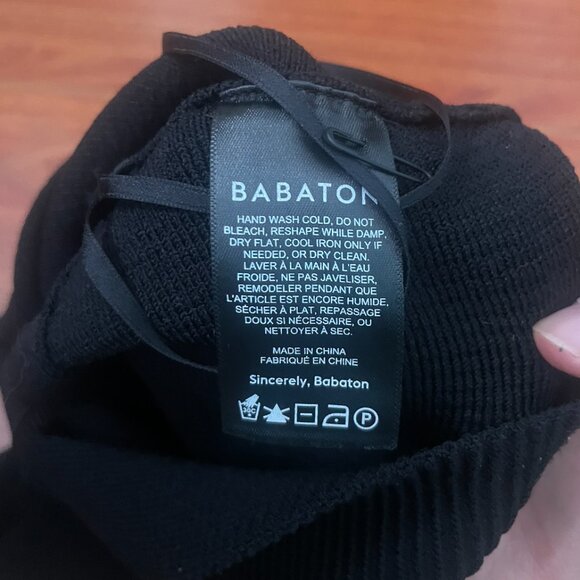 BABATON
HAND WASH COLD, DO NOT
BLEACH, RESHAPE WHILE DAMP.
DRY FLAT, COOL IRON ONLY IF
NEEDED, OR DRY CLEAN.
LAVER À LA MAIN À L'EAU
FROIDE, NE PAS JAVELISER,
REMODELER PENDANT QUE
L'ARTICLE EST ENCORE HUMIDE,
SÉCHER À PLAT, REPASSAGE
DOUX SI NÉCESSAIRE, OU
NETTOYER À SEC.
MADE IN CHINA
FABRIQUÉ EN CHINE
Sincerely, Babaton
P